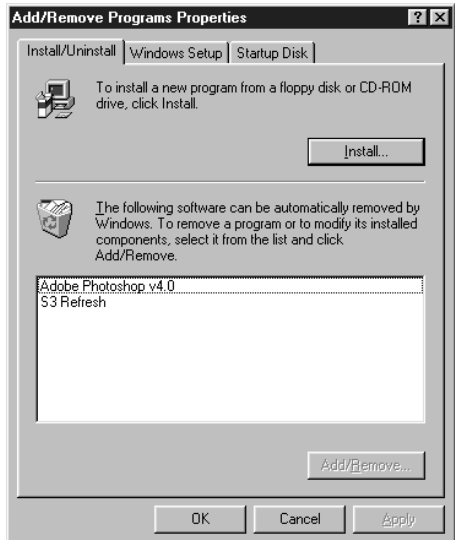 Add/Remove Programs Properties
Install/Uninstall Windows Setup Startup Disk
To install a new program from a floppy disk or CD-ROM
drive, click Install.
Install...
The following software can be automatically removed by
Windows. To remove a program or to modify its installed
components, select it from the list and click
Add/Remove.
Adobe Photoshop v4.0
S3 Refresh
Add/Remove...
OK Cancel Apply